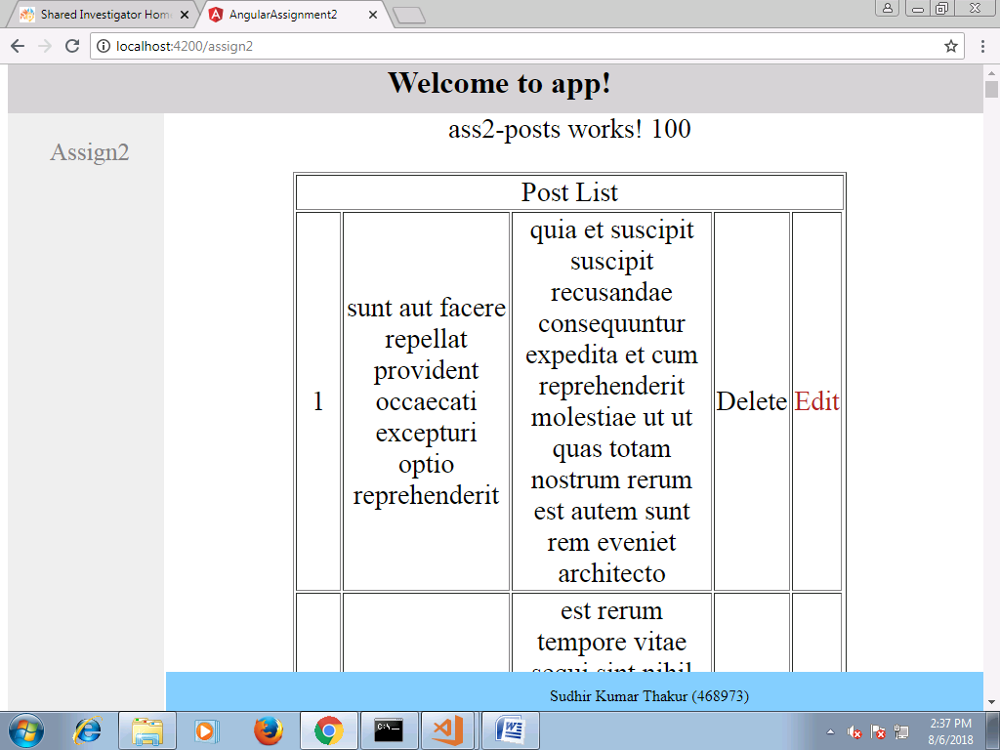 Shared Investigator Hom
AngularAssignment2
localhost:4200/assign2
Welcome to app!
Assign2
ass2-posts works! 100
Post List
1
sunt aut facere
repellat
provident
occaecati
excepturi
optio
reprehenderit
quia et suscipit
suscipit
recusandae
consequuntur
expedita et cum
reprehenderit
molestiae ut ut
quas totam
nostrum rerum
est autem sunt
rem eveniet
architecto
Delete
Edit
est rerum
tempore vitae
sequi sint nihil
Sudhir Kumar Thakur (468973)
2:37 PM
8/6/2018